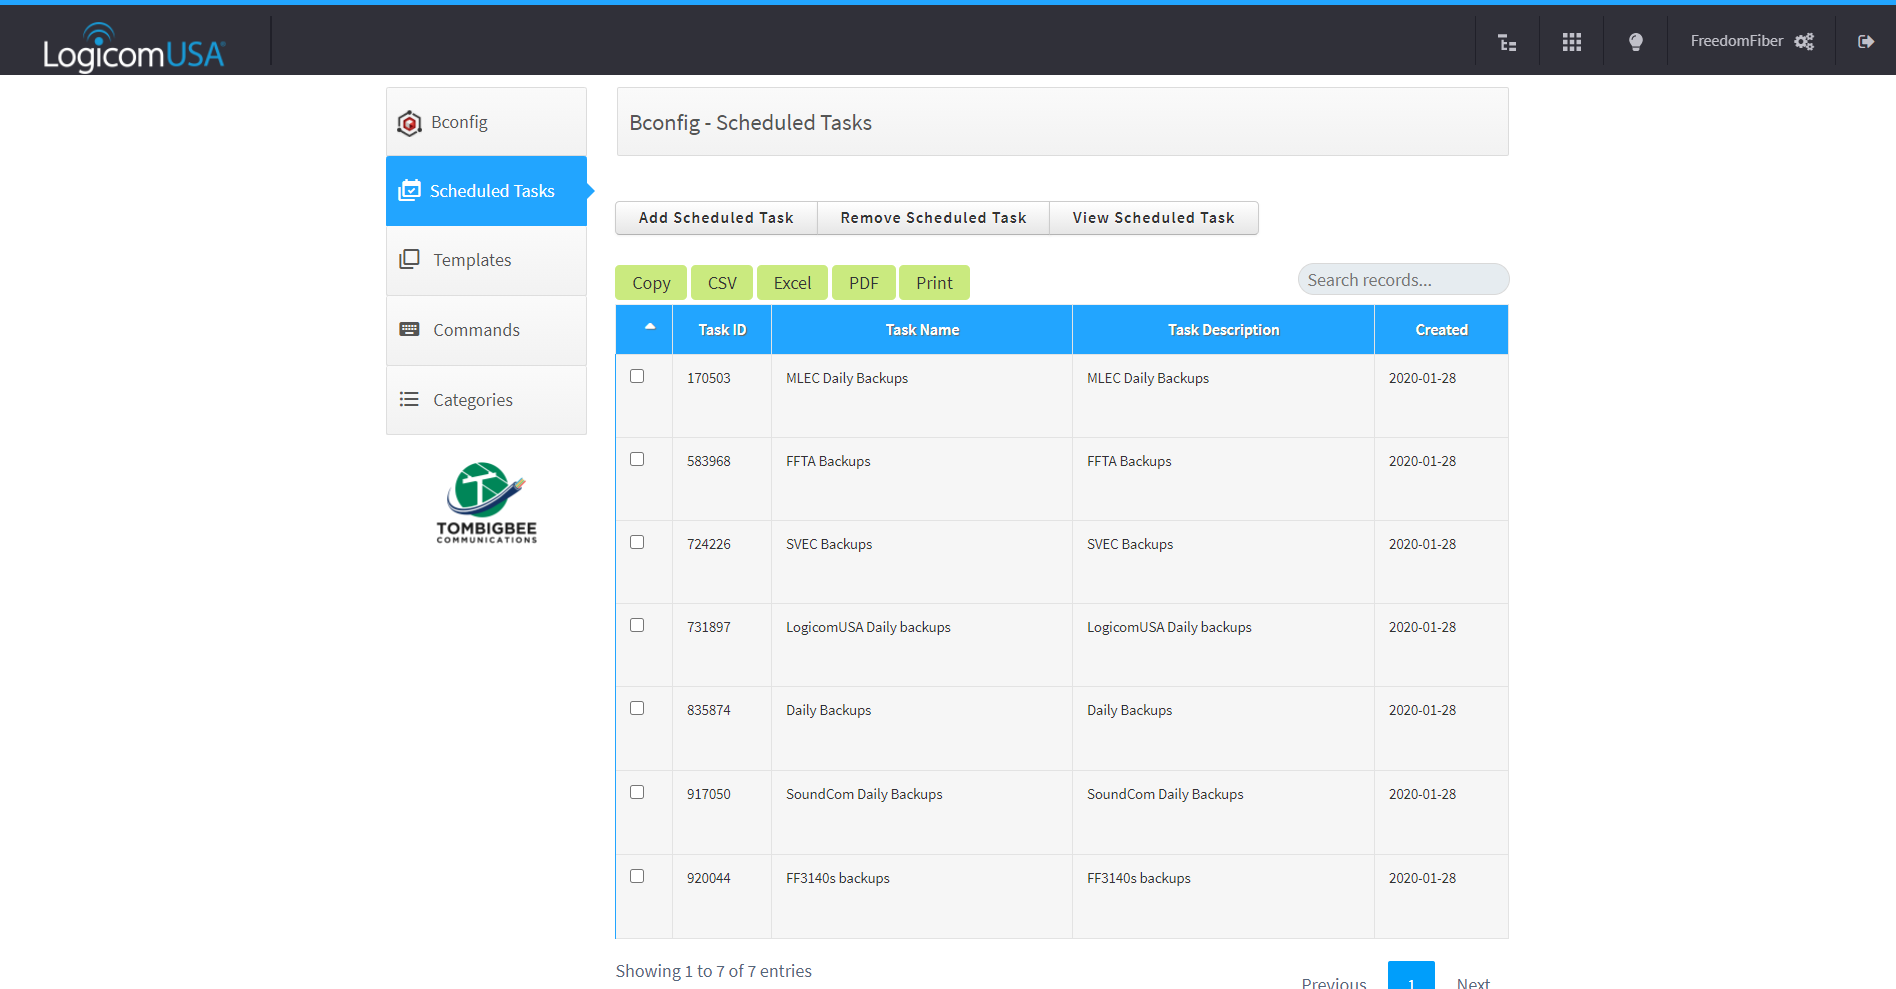 LogicomUSA
FreedomFiber
Bconfig
Scheduled Tasks
Templates
Commands
Categories
TOMBIGBEE
COMMUNICATIONS
Bconfig - Scheduled Tasks
Add Scheduled Task Remove Scheduled Task View Scheduled Task
Copy CSV Excel PDF Print Search records...
Task ID Task Name Task Description Created
170503 MLEC Daily Backups MLEC Daily Backups 2020-01-28
583968 FFTA Backups FFTA Backups 2020-01-28
724226 SVEC Backups SVEC Backups 2020-01-28
731897 LogicomUSA Daily backups LogicomUSA Daily backups 2020-01-28
835874 Daily Backups Daily Backups 2020-01-28
917050 SoundCom Daily Backups SoundCom Daily Backups 2020-01-28
920044 FF3140s backups FF3140s backups 2020-01-28
Showing 1 to 7 of 7 entries
Previous 1 Next